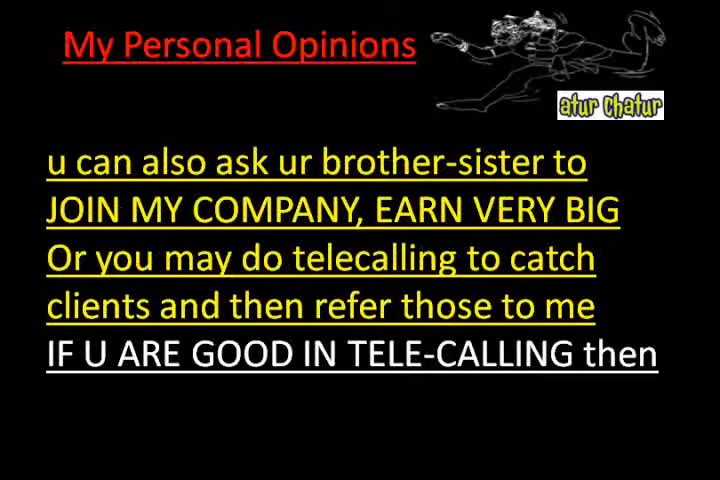 My Personal Opinions
atur Chatur
u can also ask ur brother-sister to
JOIN MY COMPANY, EARN VERY BIG
Or you may do telecalling to catch
clients and then refer those to me
IF U ARE GOOD IN TELE-CALLING then